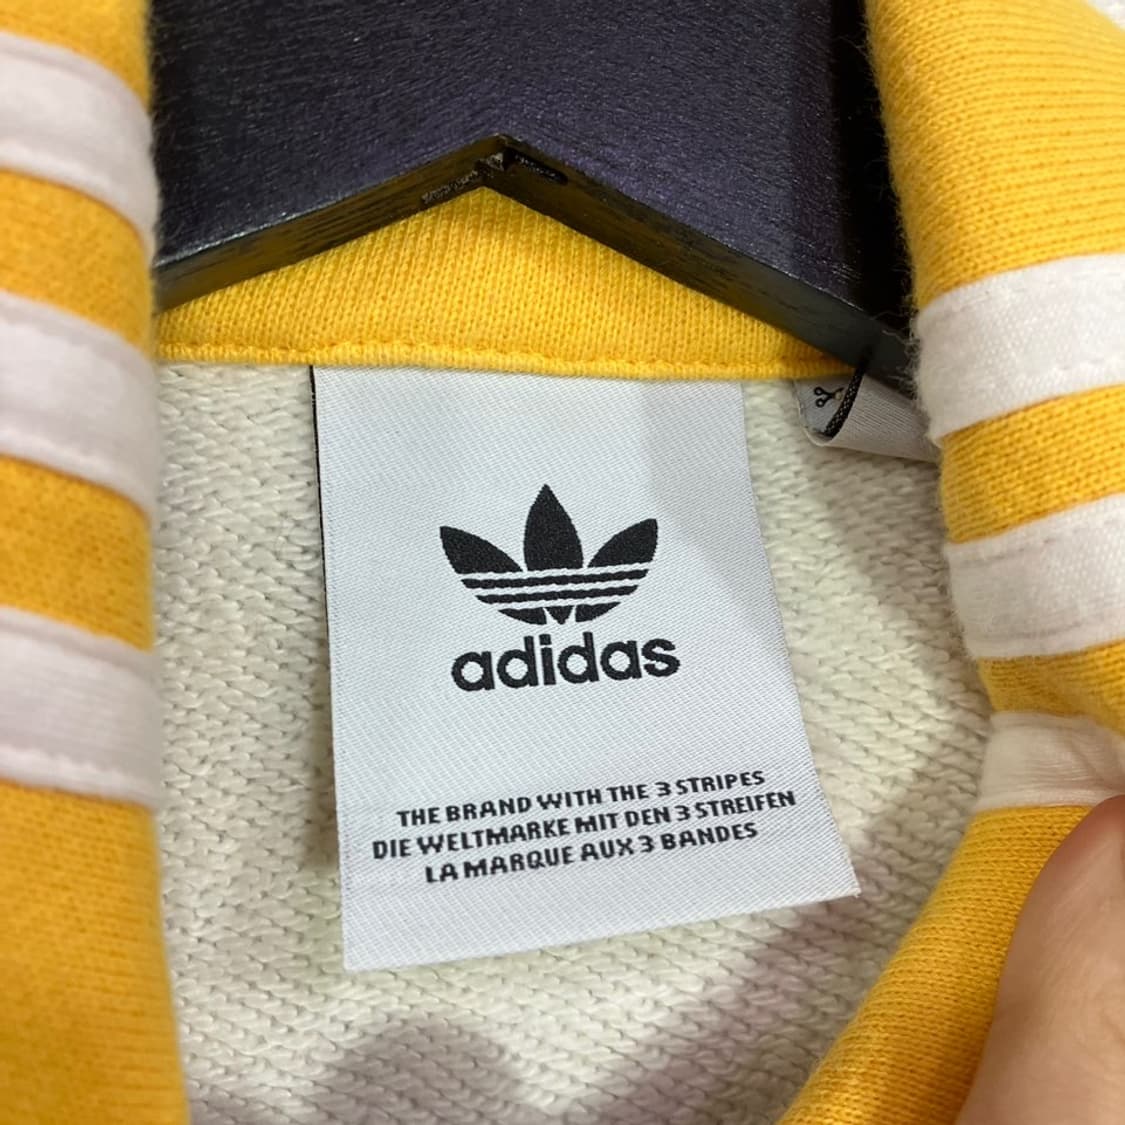 adidas
THE BRAND WITH THE 3 STRIPES
DIE WELTMARKE MIT DEN 3 STREIFEN
LA MARQUE AUX 3 BANDES